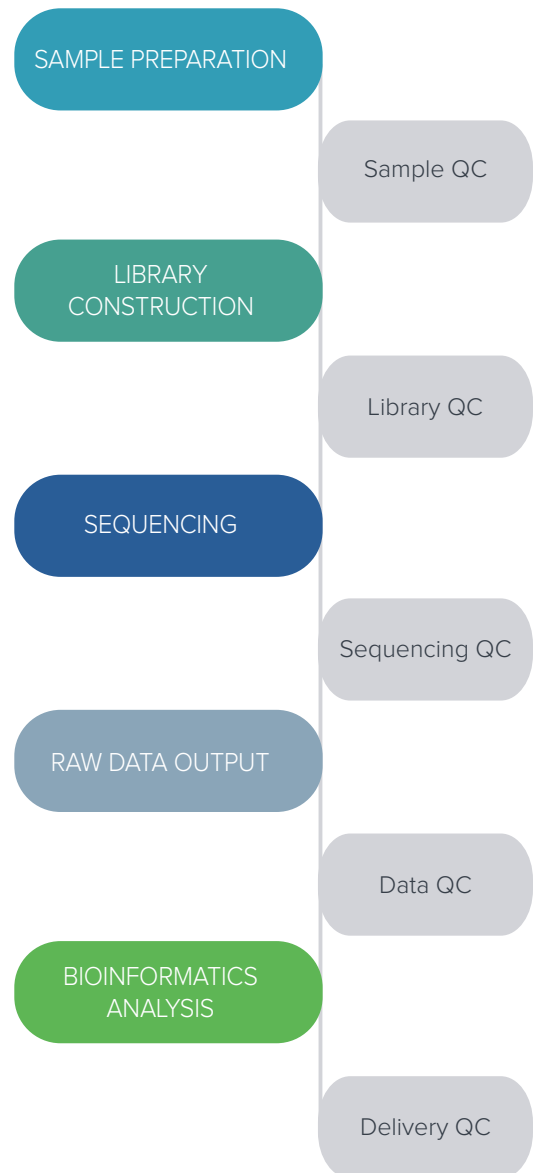 SAMPLE PREPARATION
Sample QC
LIBRARY
CONSTRUCTION
Library QC
SEQUENCING
Sequencing QC
RAW DATA OUTPUT
Data QC
BIOINFORMATICS
ANALYSIS
Delivery QC